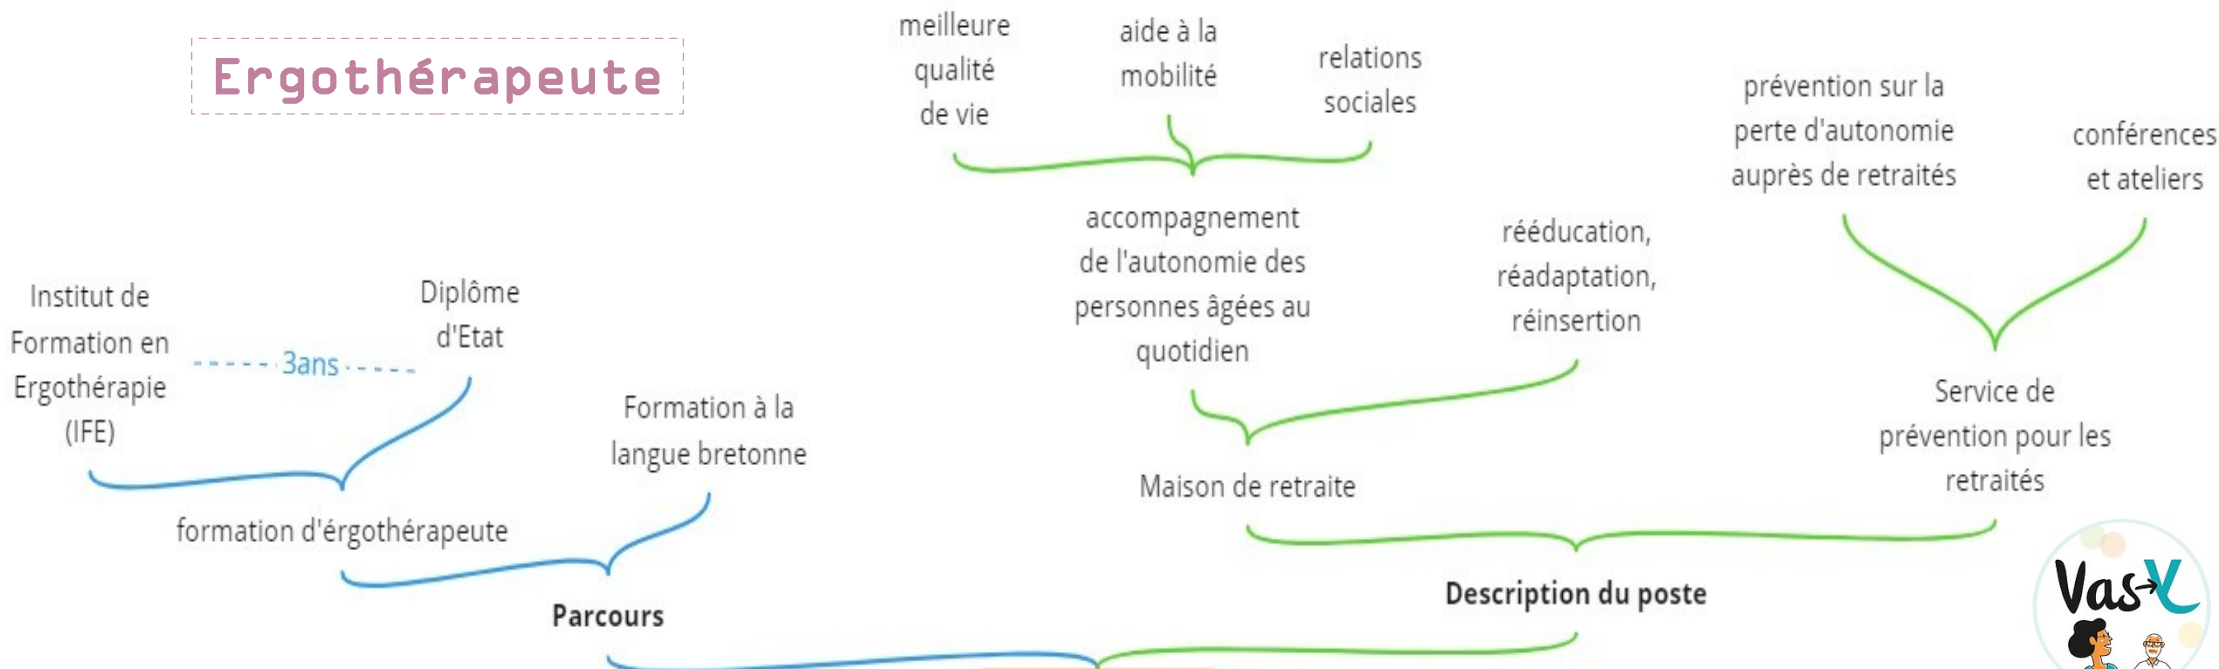 Ergothérapeute
meilleure
qualité
de vie
aide à la
mobilité
relations
sociales
prévention sur la
perte d'autonomie
auprès de retraités
conférences
et ateliers
accompagnement
de l'autonomie des
personnes âgées au
quotidien
rééducation,
réadaptation,
réinsertion
Institut de
Formation en
Ergothérapie
(IFE)
3ans
Diplôme
d'Etat
Formation à la
langue bretonne
formation d'érgothérapeute
Maison de retraite
Service de
prévention pour les
retraités
Parcours
Description du poste
Vas→Y